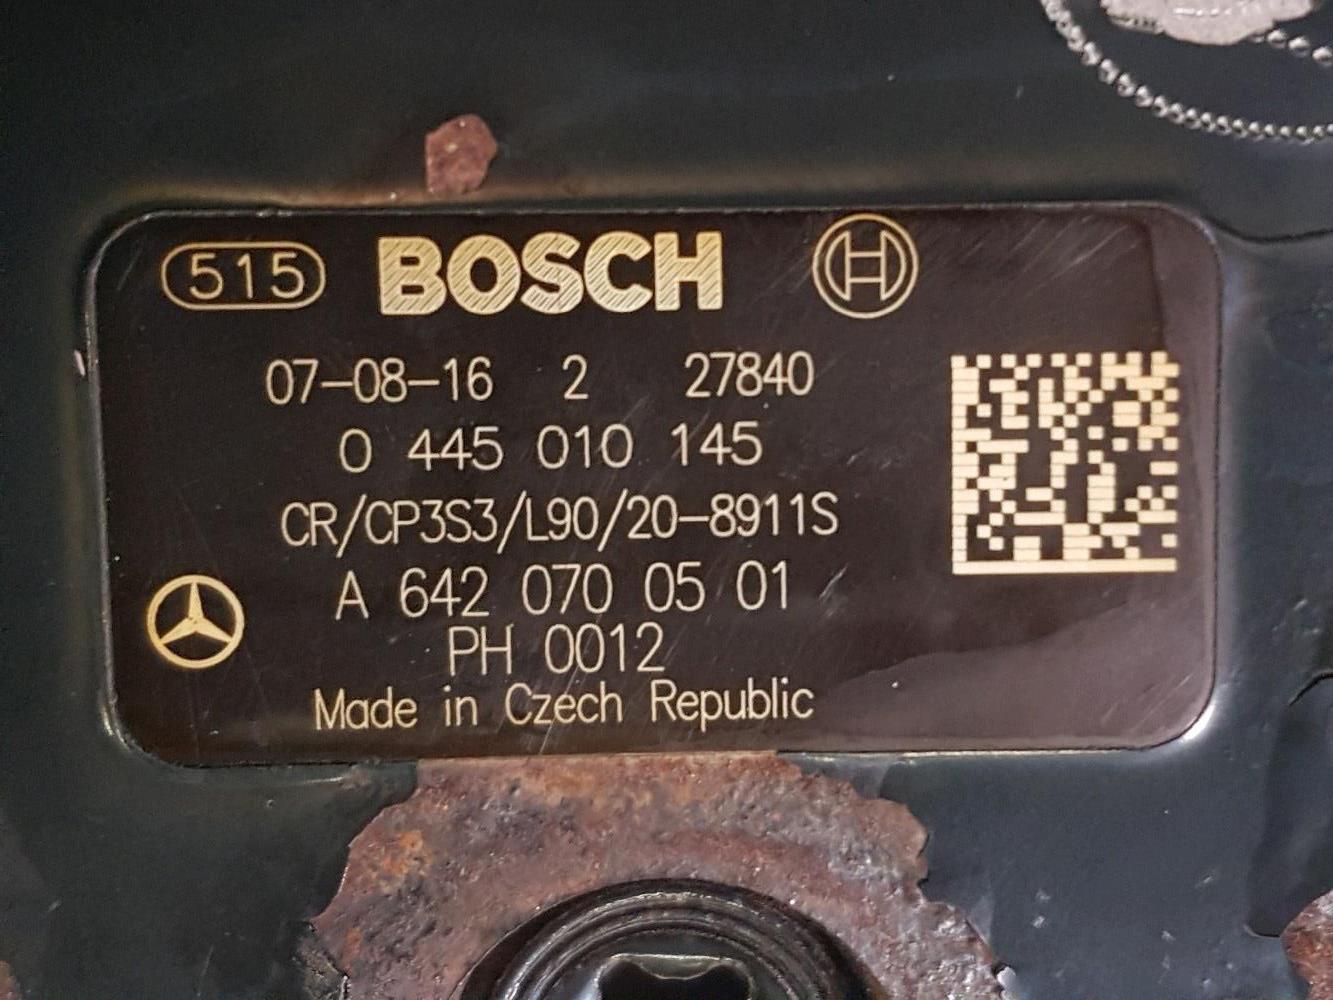 515 BOSCH
07-08-16 2 27840
0 445 010 145
CR/CP3S3/L90/20-8911S
A 642 070 05 01
PH 0012
Made in Czech Republic